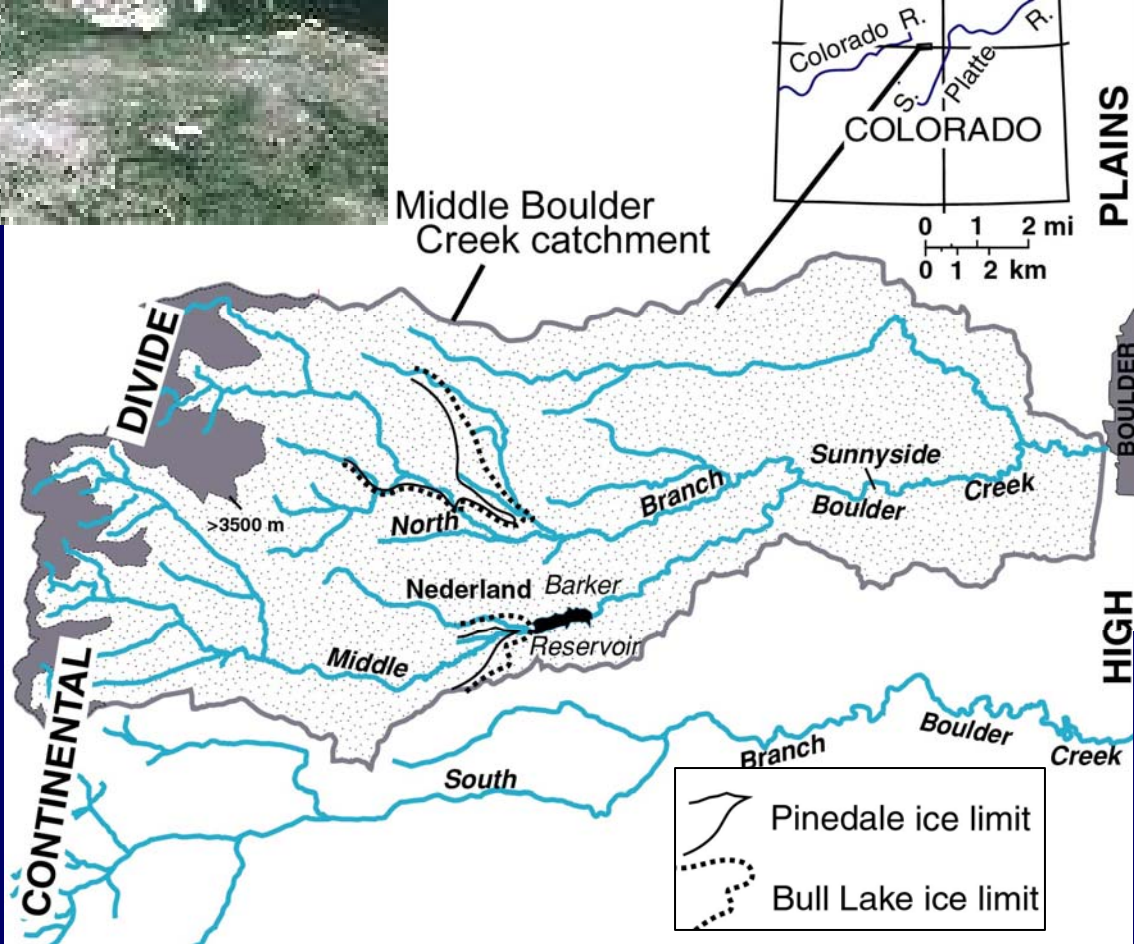 Colorado R.
S. Platte R.
COLORADO
PLAINS
0 1 2 mi
0 1 2 km
Middle Boulder
Creek catchment
DIVIDE
BOULDER
>3500 m
North
Branch
Sunnyside
Boulder
Creek
Nederland
Barker
Reservoir
Middle
HIGH
CONTINENTAL
South
Branch
Boulder
Creek
Pinedale ice limit
Bull Lake ice limit